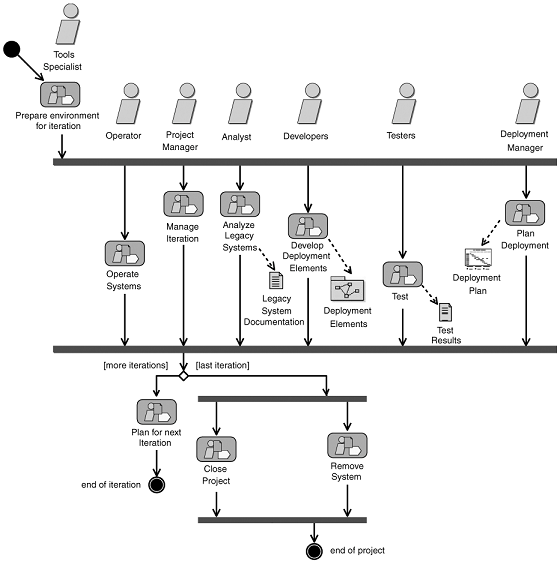 Tools
Specialist
Prepare environment
for iteration
Operator
Project
Manager
Analyst
Developers
Testers
Deployment
Manager
Manage
Iteration
Analyze
Legacy
Systems
Plan
Deployment
Develop
Deployment
Elements
Operate
Systems
Test
Deployment
Plan
Legacy
System
Documentation
Deployment
Elements
Test
Results
[more iterations]
[last iteration]
Plan for next
Iteration
Close
Project
Remove
System
end of iteration
end of project